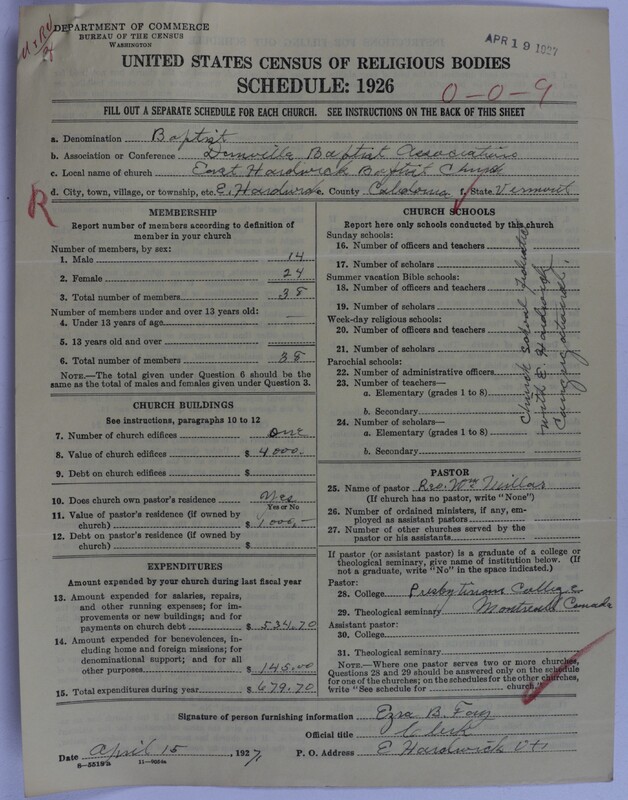 DEPARTMENT OF COMMERCE
BUREAU OF THE CENSUS
WASHINGTON
APR 19 1927
UNITED STATES CENSUS OF RELIGIOUS BODIES
SCHEDULE: 1926
0-0-9
FILL OUT A SEPARATE SCHEDULE FOR EACH CHURCH. SEE INSTRUCTIONS ON THE BACK OF THIS SHEET
a. Denomination Baptist
b. Association or Conference Danville Baptist Association
c. Local name of church East Hardwick Baptist Church
d. City, town, village, or township, etc. E. Hardwick e. County Caledonia f. State Vermont
R
MEMBERSHIP
Report number of members according to definition of
member in your church
Number of members, by sex:
1. Male 14
2. Female 24
3. Total number of members 38
Number of members under and over 13 years old:
4. Under 13 years of age
5. 13 years old and over
6. Total number of members 38
NOTE.—The total given under Question 6 should be
same as the total of males and females given under Question 3.
CHURCH BUILDINGS
See instructions, paragraphs 10 to 12
7. Number of church edifices One
8. Value of church edifices $ 4000.
9. Debt on church edifices $
10. Does church own pastor's residence Yes
Yes or No
11. Value of pastor's residence (if owned by
church) $ 1000,-
12. Debt on pastor's residence (if owned by
church) $
EXPENDITURES
Amount expended by your church during last fiscal year
13. Amount expended for salaries, repairs,
and other running expenses; for im-
provements or new buildings; and for
payments on church debt $ 534.70
14. Amount expended for benevolences, in-
cluding home and foreign missions; for
denominational support; and for all
other purposes $ 145.00
15. Total expenditures during year $ 679.70
CHURCH SCHOOLS
Report here only schools conducted by this church
Sunday schools:
16. Number of officers and teachers
17. Number of scholars
Summer vacation Bible schools:
18. Number of officers and teachers
19. Number of scholars
Week-day religious schools:
20. Number of officers and teachers
21. Number of scholars
Parochial schools:
22. Number of administrative officers
23. Number of teachers—
a. Elementary (grades 1 to 8)
b. Secondary
24. Number of scholars—
a. Elementary (grades 1 to 8)
b. Secondary
Church School
with E. Hardwick
Congregational.
PASTOR
25. Name of pastor Rev. Wm Millar
(If church has no pastor, write "None")
26. Number of ordained ministers, if any, em-
ployed as assistant pastors
27. Number of other churches served by the
pastor or his assistants
If pastor (or assistant pastor) is a graduate of a college or
theological seminary, give name of institution below. (If
not a graduate, write "No" in the space indicated.)
Pastor:
28. College Presbyterian College
29. Theological seminary Montreal Canada
Assistant pastor:
30. College
31. Theological seminary
NOTE.—Where one pastor serves two or more churches,
Questions 28 and 29 should be answered only on the schedule
for one of the churches; on the schedules for the other churches,
write "See schedule for church."
Signature of person furnishing information Ezra B. Fay
Official title Clerk
Date April 15, 1927, P. O. Address E Hardwick Vt
8—5519a 11—9054a